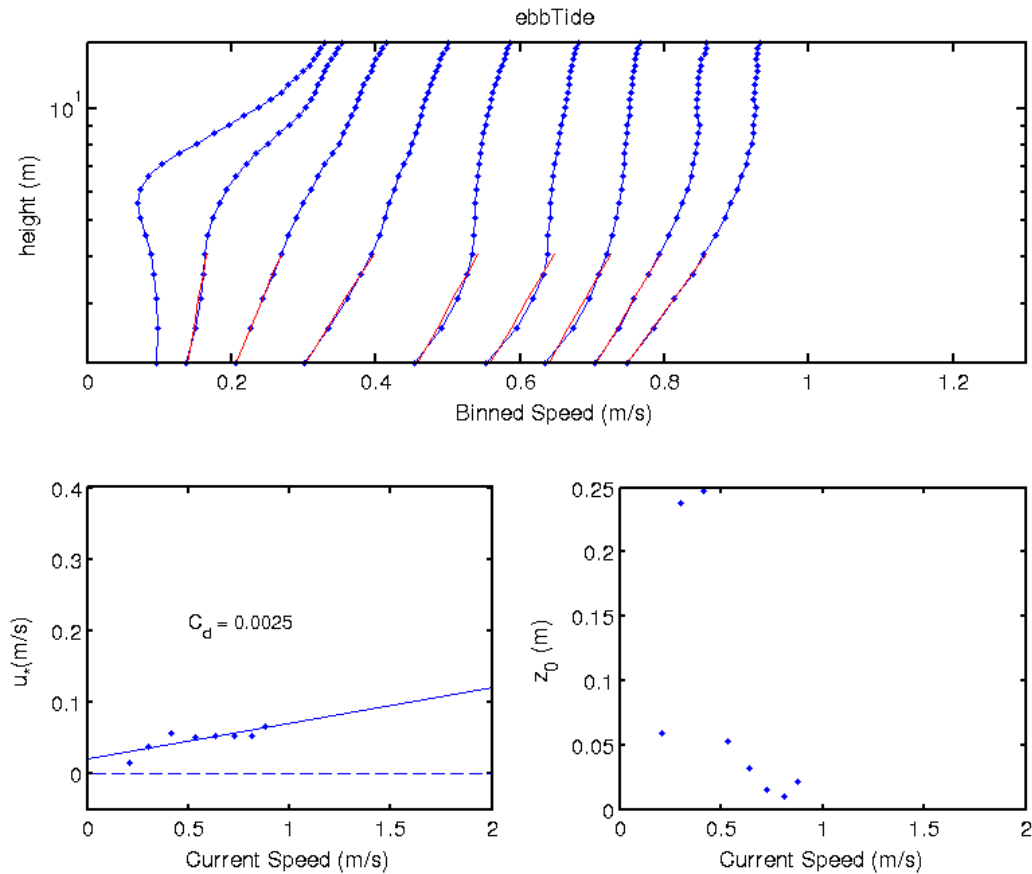 ebbTide
10^1
height (m)
0 0.2 0.4 0.6 0.8 1 1.2
Binned Speed (m/s)
0.4
0.3
0.2
0.1
0
u_*(m/s)
C_d = 0.0025
0 0.5 1 1.5 2
Current Speed (m/s)
0.25
0.2
0.15
0.1
0.05
0
z_0 (m)
0 0.5 1 1.5 2
Current Speed (m/s)